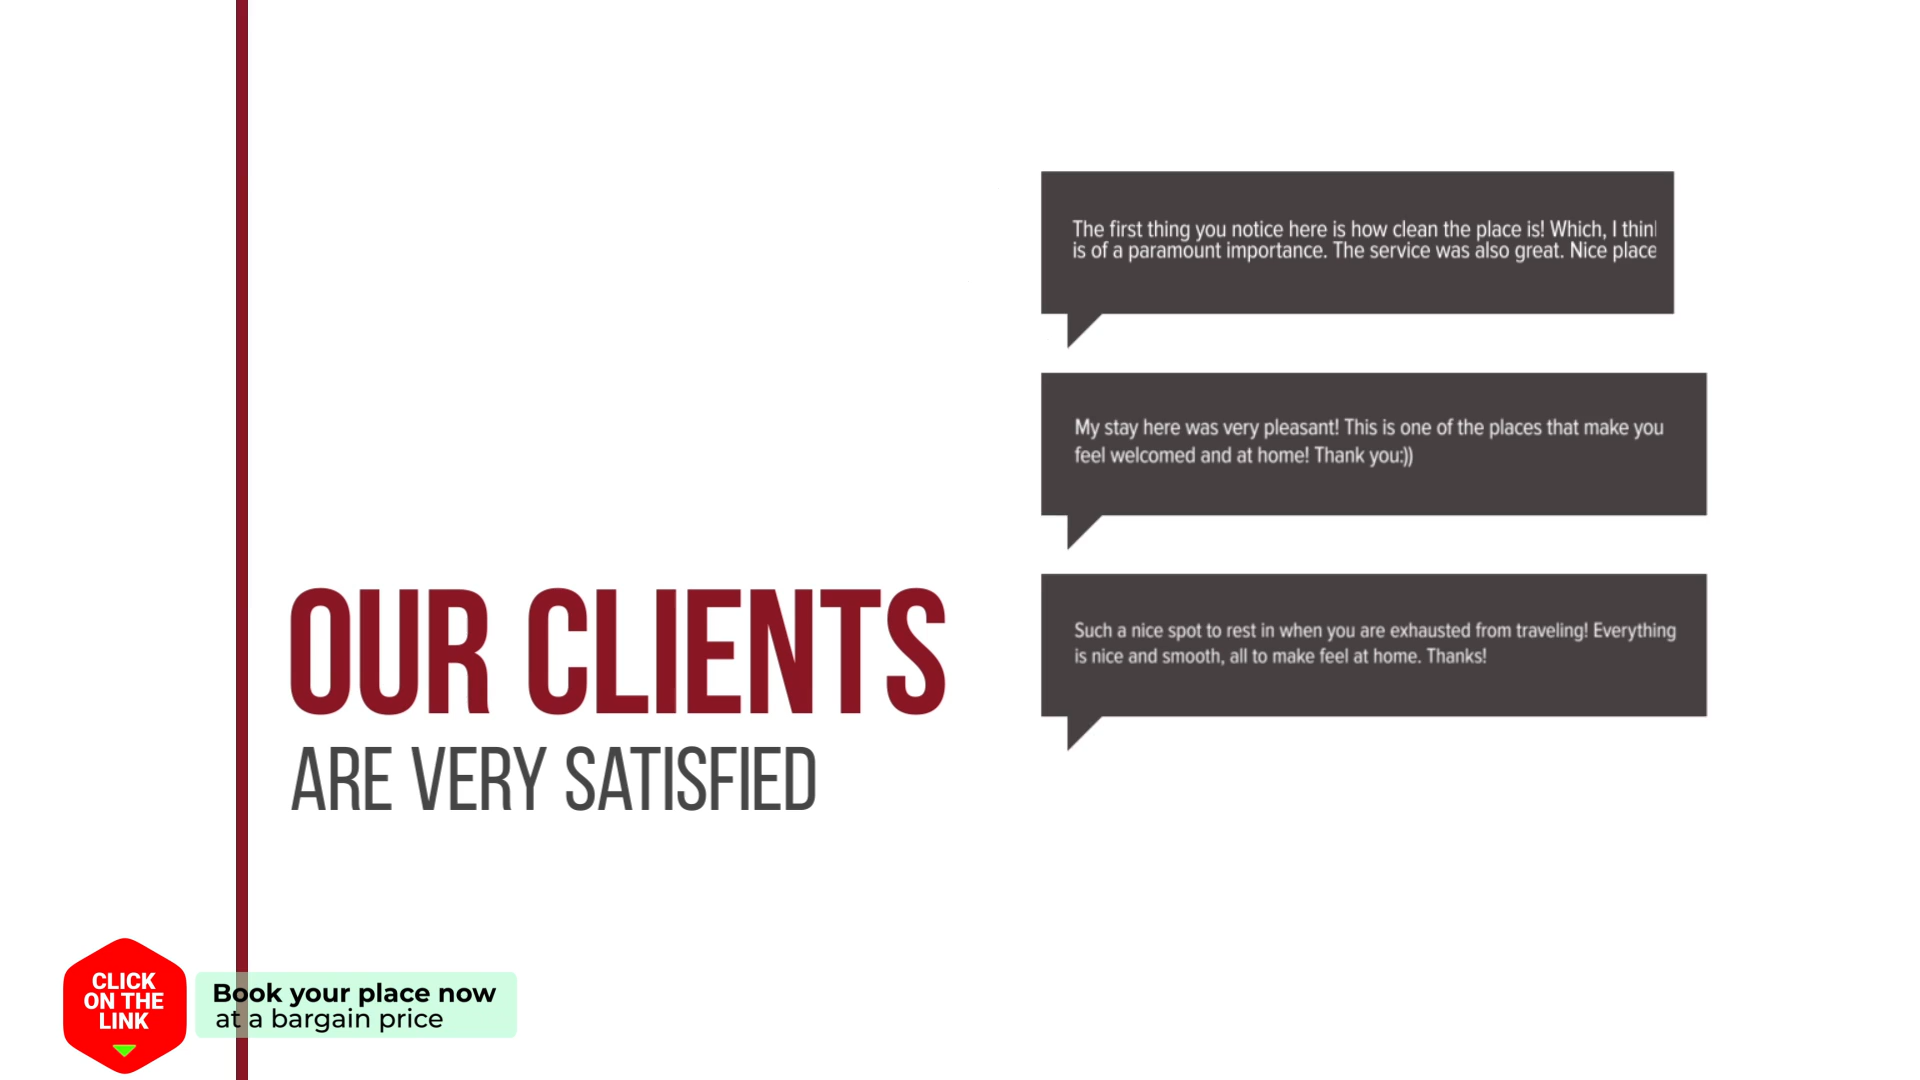 The first thing you notice here is how clean the place is! Which, I thin
is of a paramount importance. The service was also great. Nice place
My stay here was very pleasant! This is one of the places that make you
feel welcomed and at home! Thank you:))
Such a nice spot to rest in when you are exhausted from traveling! Everything
is nice and smooth, all to make feel at home. Thanks!
OUR CLIENTS
ARE VERY SATISFIED
CLICK
ON THE
LINK
Book your place now
at a bargain price